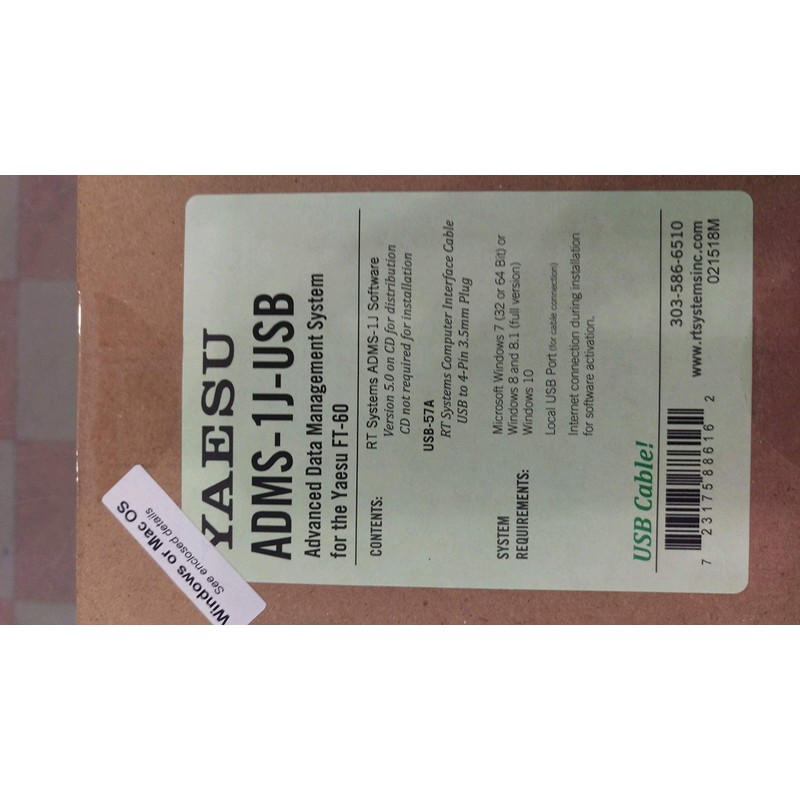 Windows or Mac OS
See enclosed details
YAESU
ADMS-1J-USB
Advanced Data Management System
for the Yaesu FT-60
CONTENTS:
RT Systems ADMS-1J Software
Version 5.0 on CD for distribution
CD not required for installation
USB-57A
RT Systems Computer Interface Cable
USB to 4-Pin 3.5mm Plug
SYSTEM
REQUIREMENTS:
Microsoft Windows 7 (32 or 64 Bit) or
Windows 8 and 8.1 (full version)
Windows 10
Local USB Port (for cable connection)
Internet connection during installation
for software activation.
USB Cable!
7 23175 88616 2
303-586-6510
www.rtsystemsinc.com
021518M